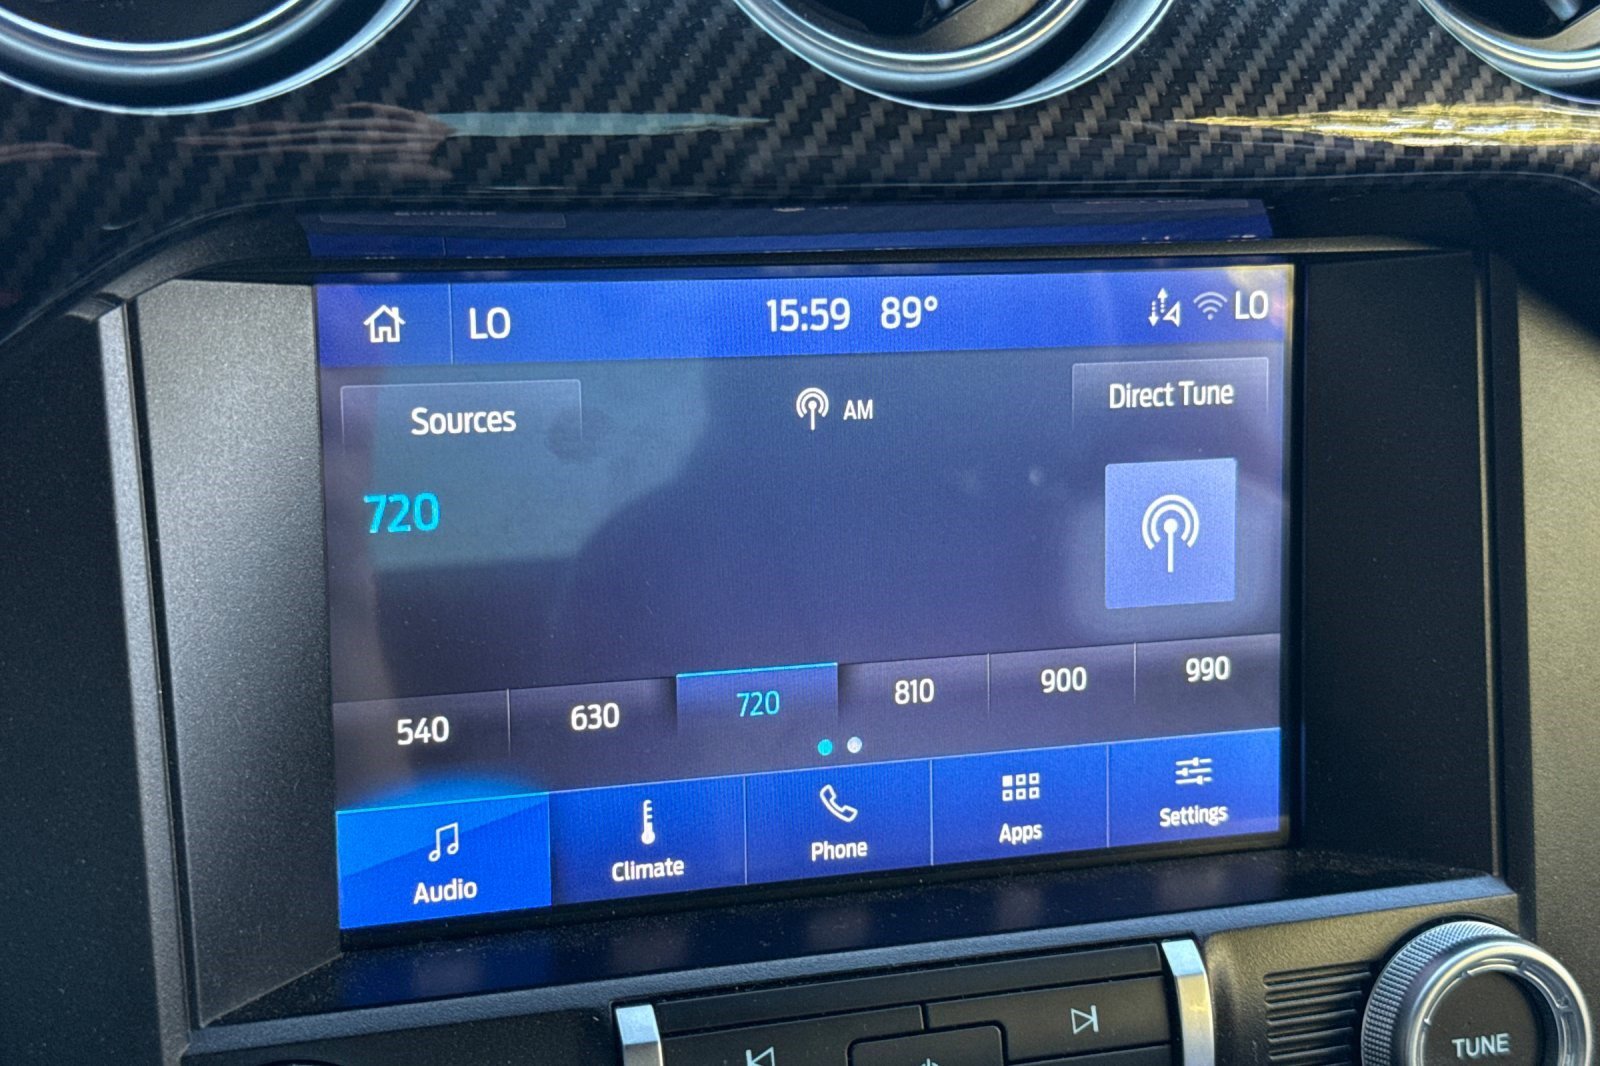 LO 15:59 89° LO
Sources AM Direct Tune
720
540 630 720 810 900 990
Audio Climate Phone Apps Settings
TUNE